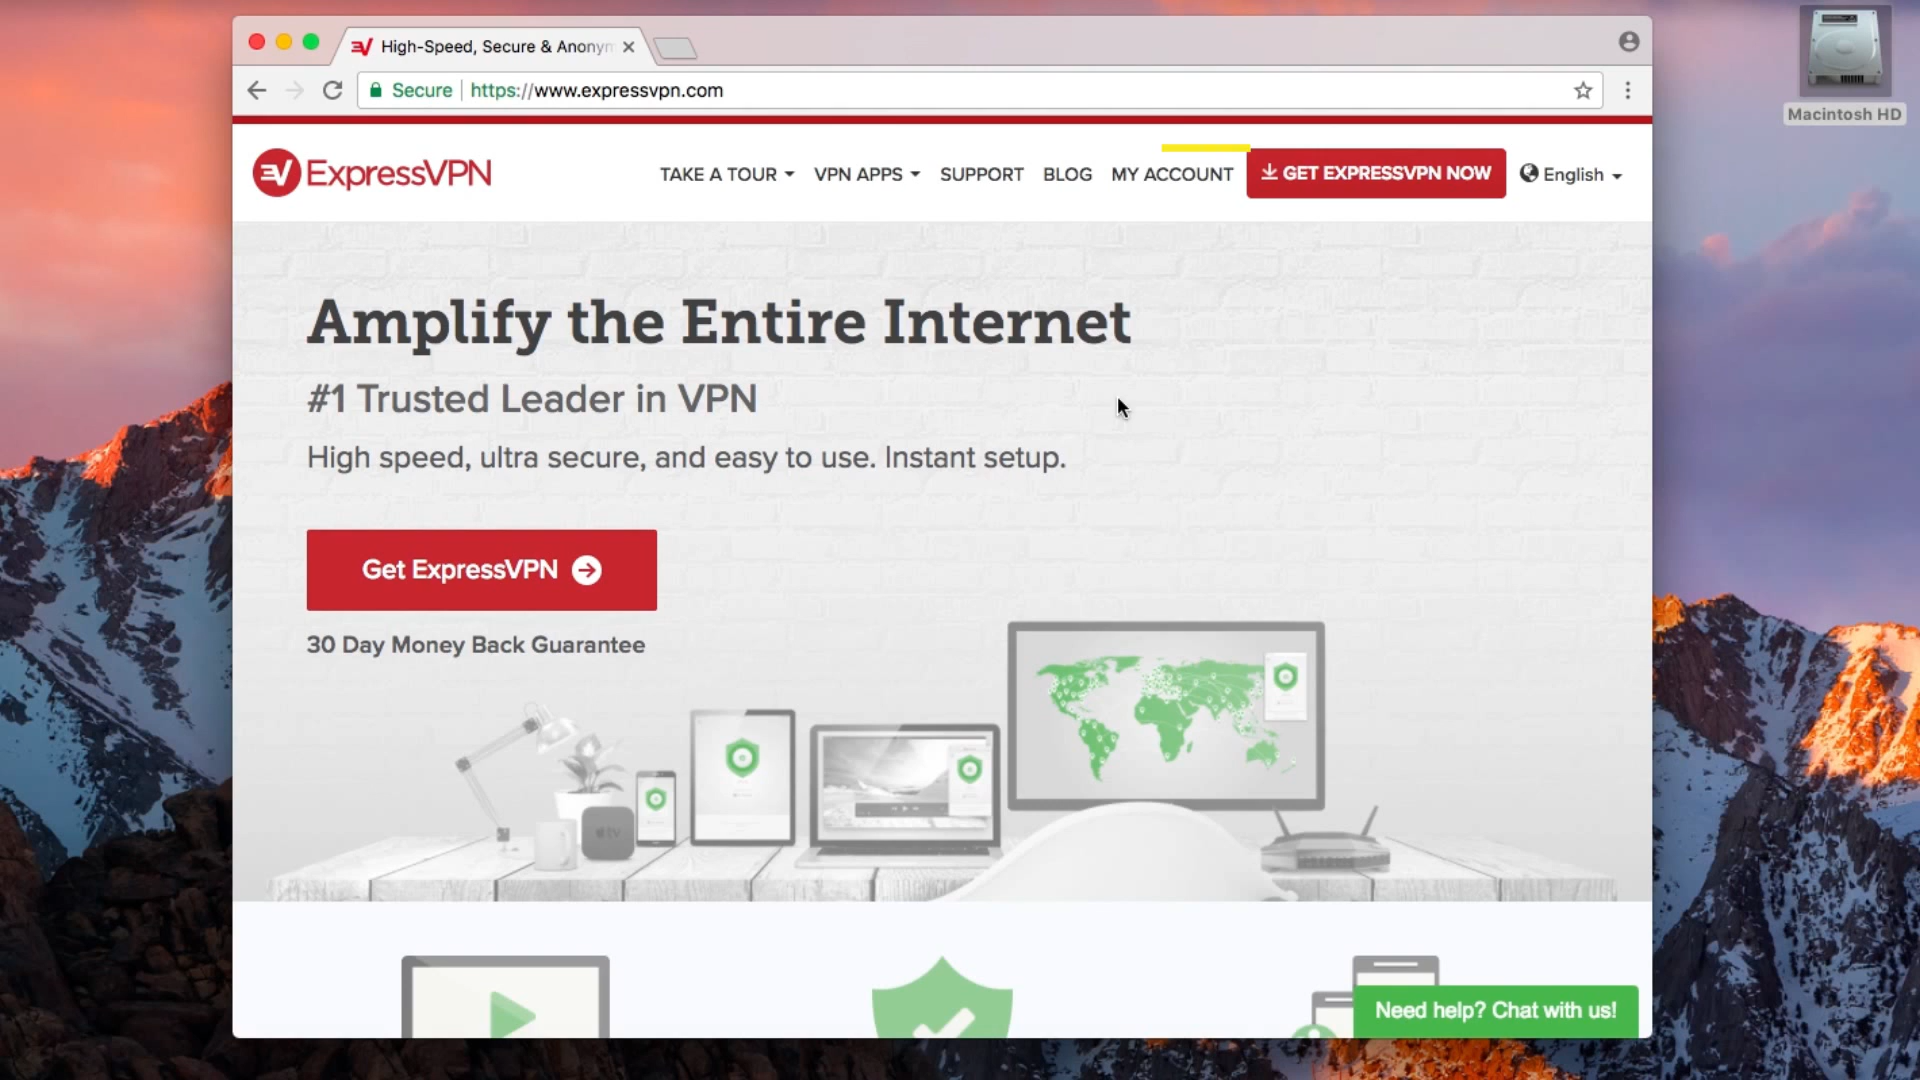 High-Speed, Secure & Anonym
Macintosh HD
Secure https://www.expressvpn.com
ExpressVPN
TAKE A TOUR VPN APPS SUPPORT BLOG MY ACCOUNT GET EXPRESSVPN NOW English
Amplify the Entire Internet
#1 Trusted Leader in VPN
High speed, ultra secure, and easy to use. Instant setup.
Get ExpressVPN
30 Day Money Back Guarantee
tv
Need help? Chat with us!